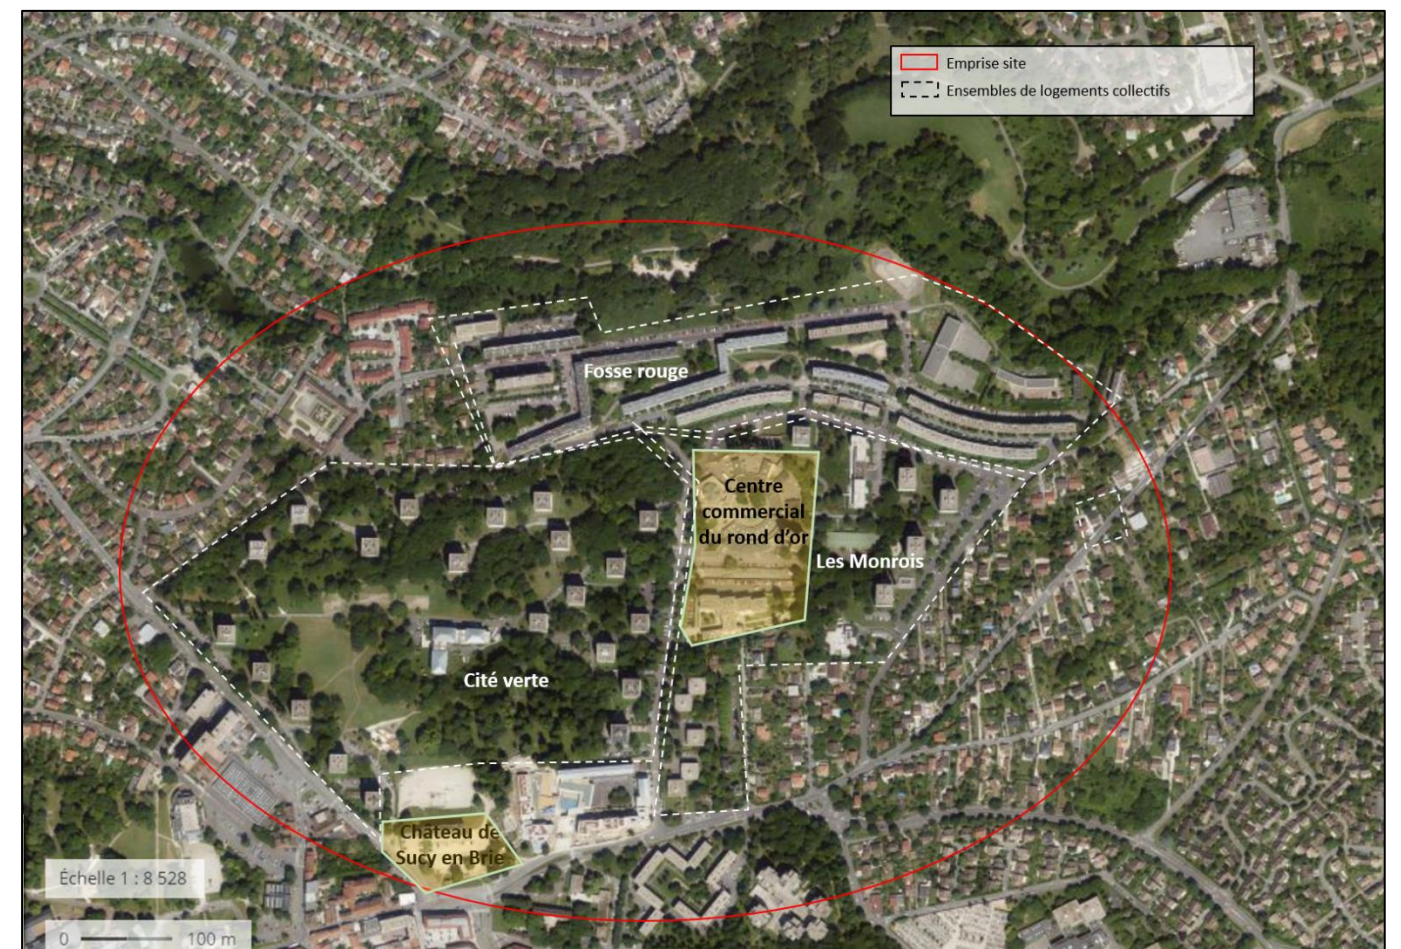 Emprise site
Ensembles de logements collectifs
Fosse rouge
Centre
commercial
du rond d’or
Les Monrois
Cité verte
Château de
Sucy en Brie
Échelle 1 : 8 528
0 100 m